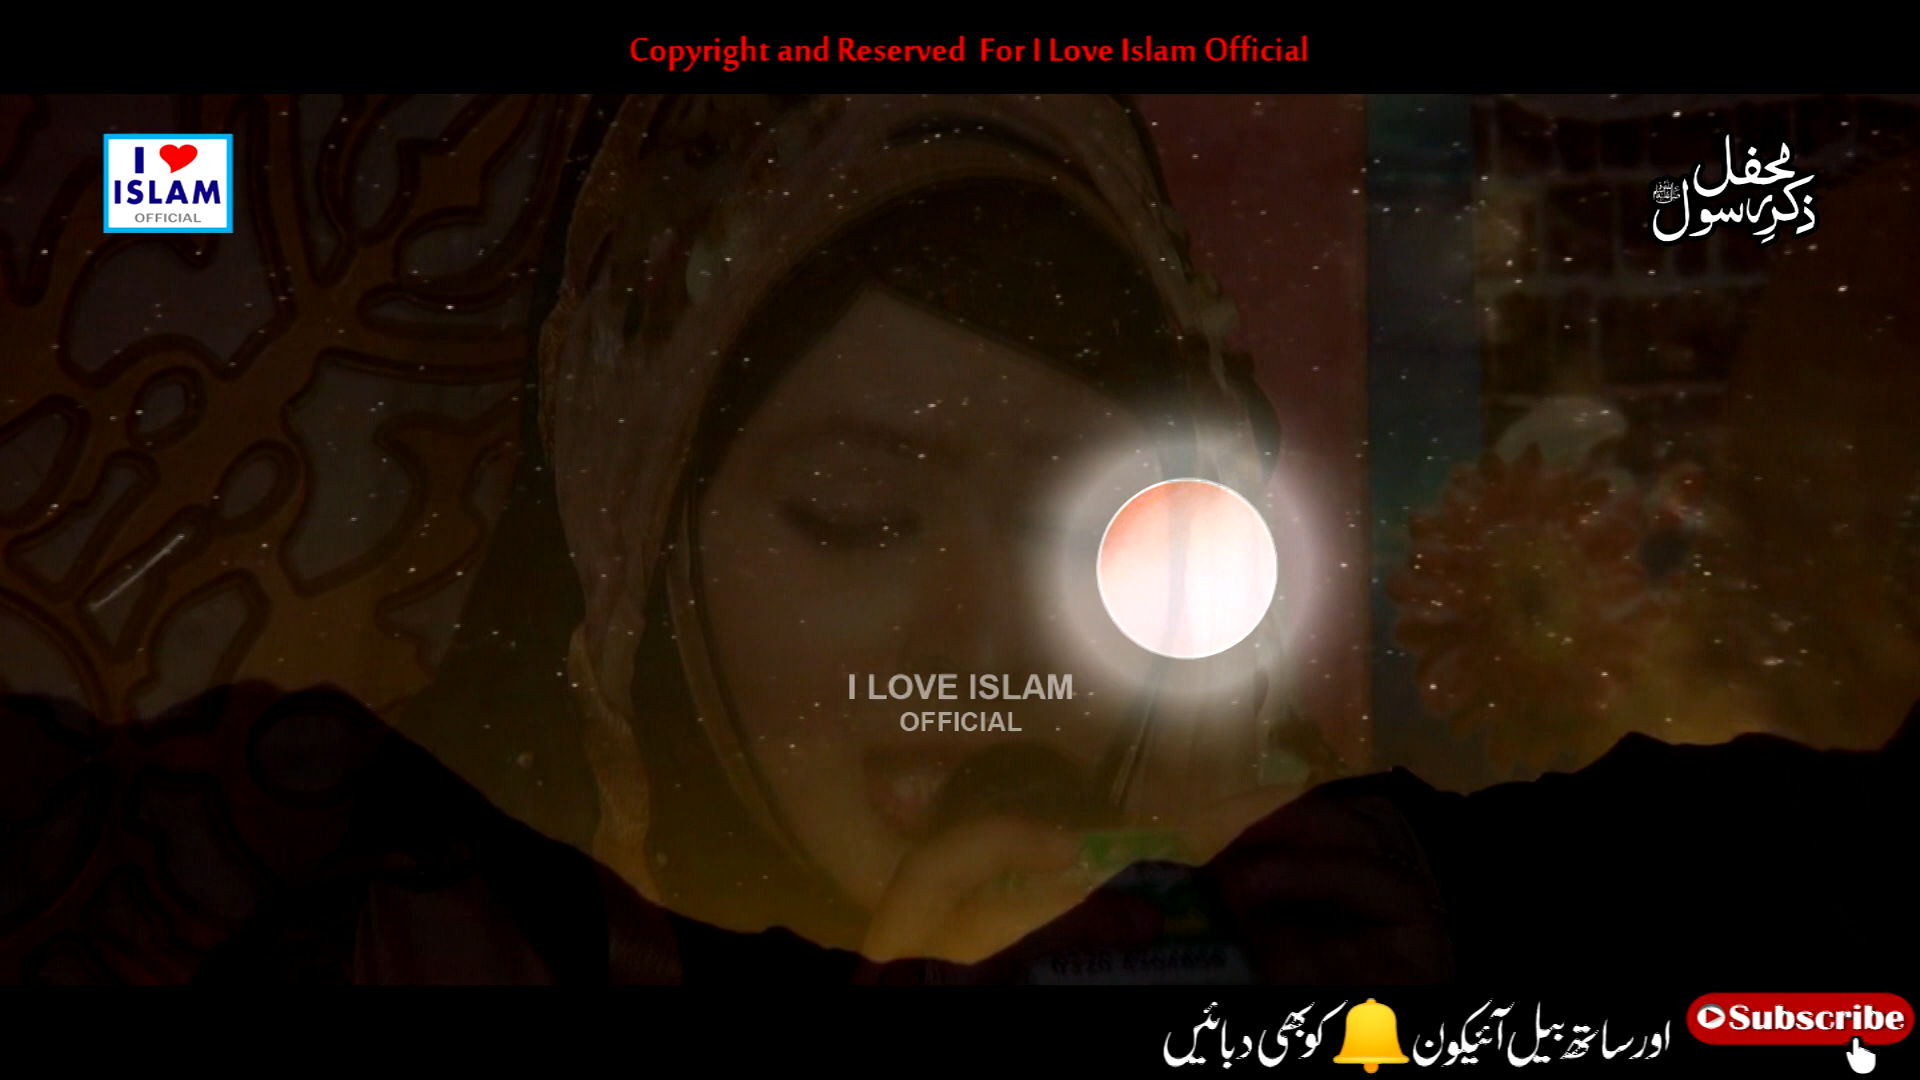 Copyright and Reserved For I Love Islam Official
I
ISLAM
OFFICIAL
محفل
ذکرِ رسول ﷺ
I LOVE ISLAM
OFFICIAL
اور ساتھ بیل آئیکون کو بھی دبائیں
Subscribe